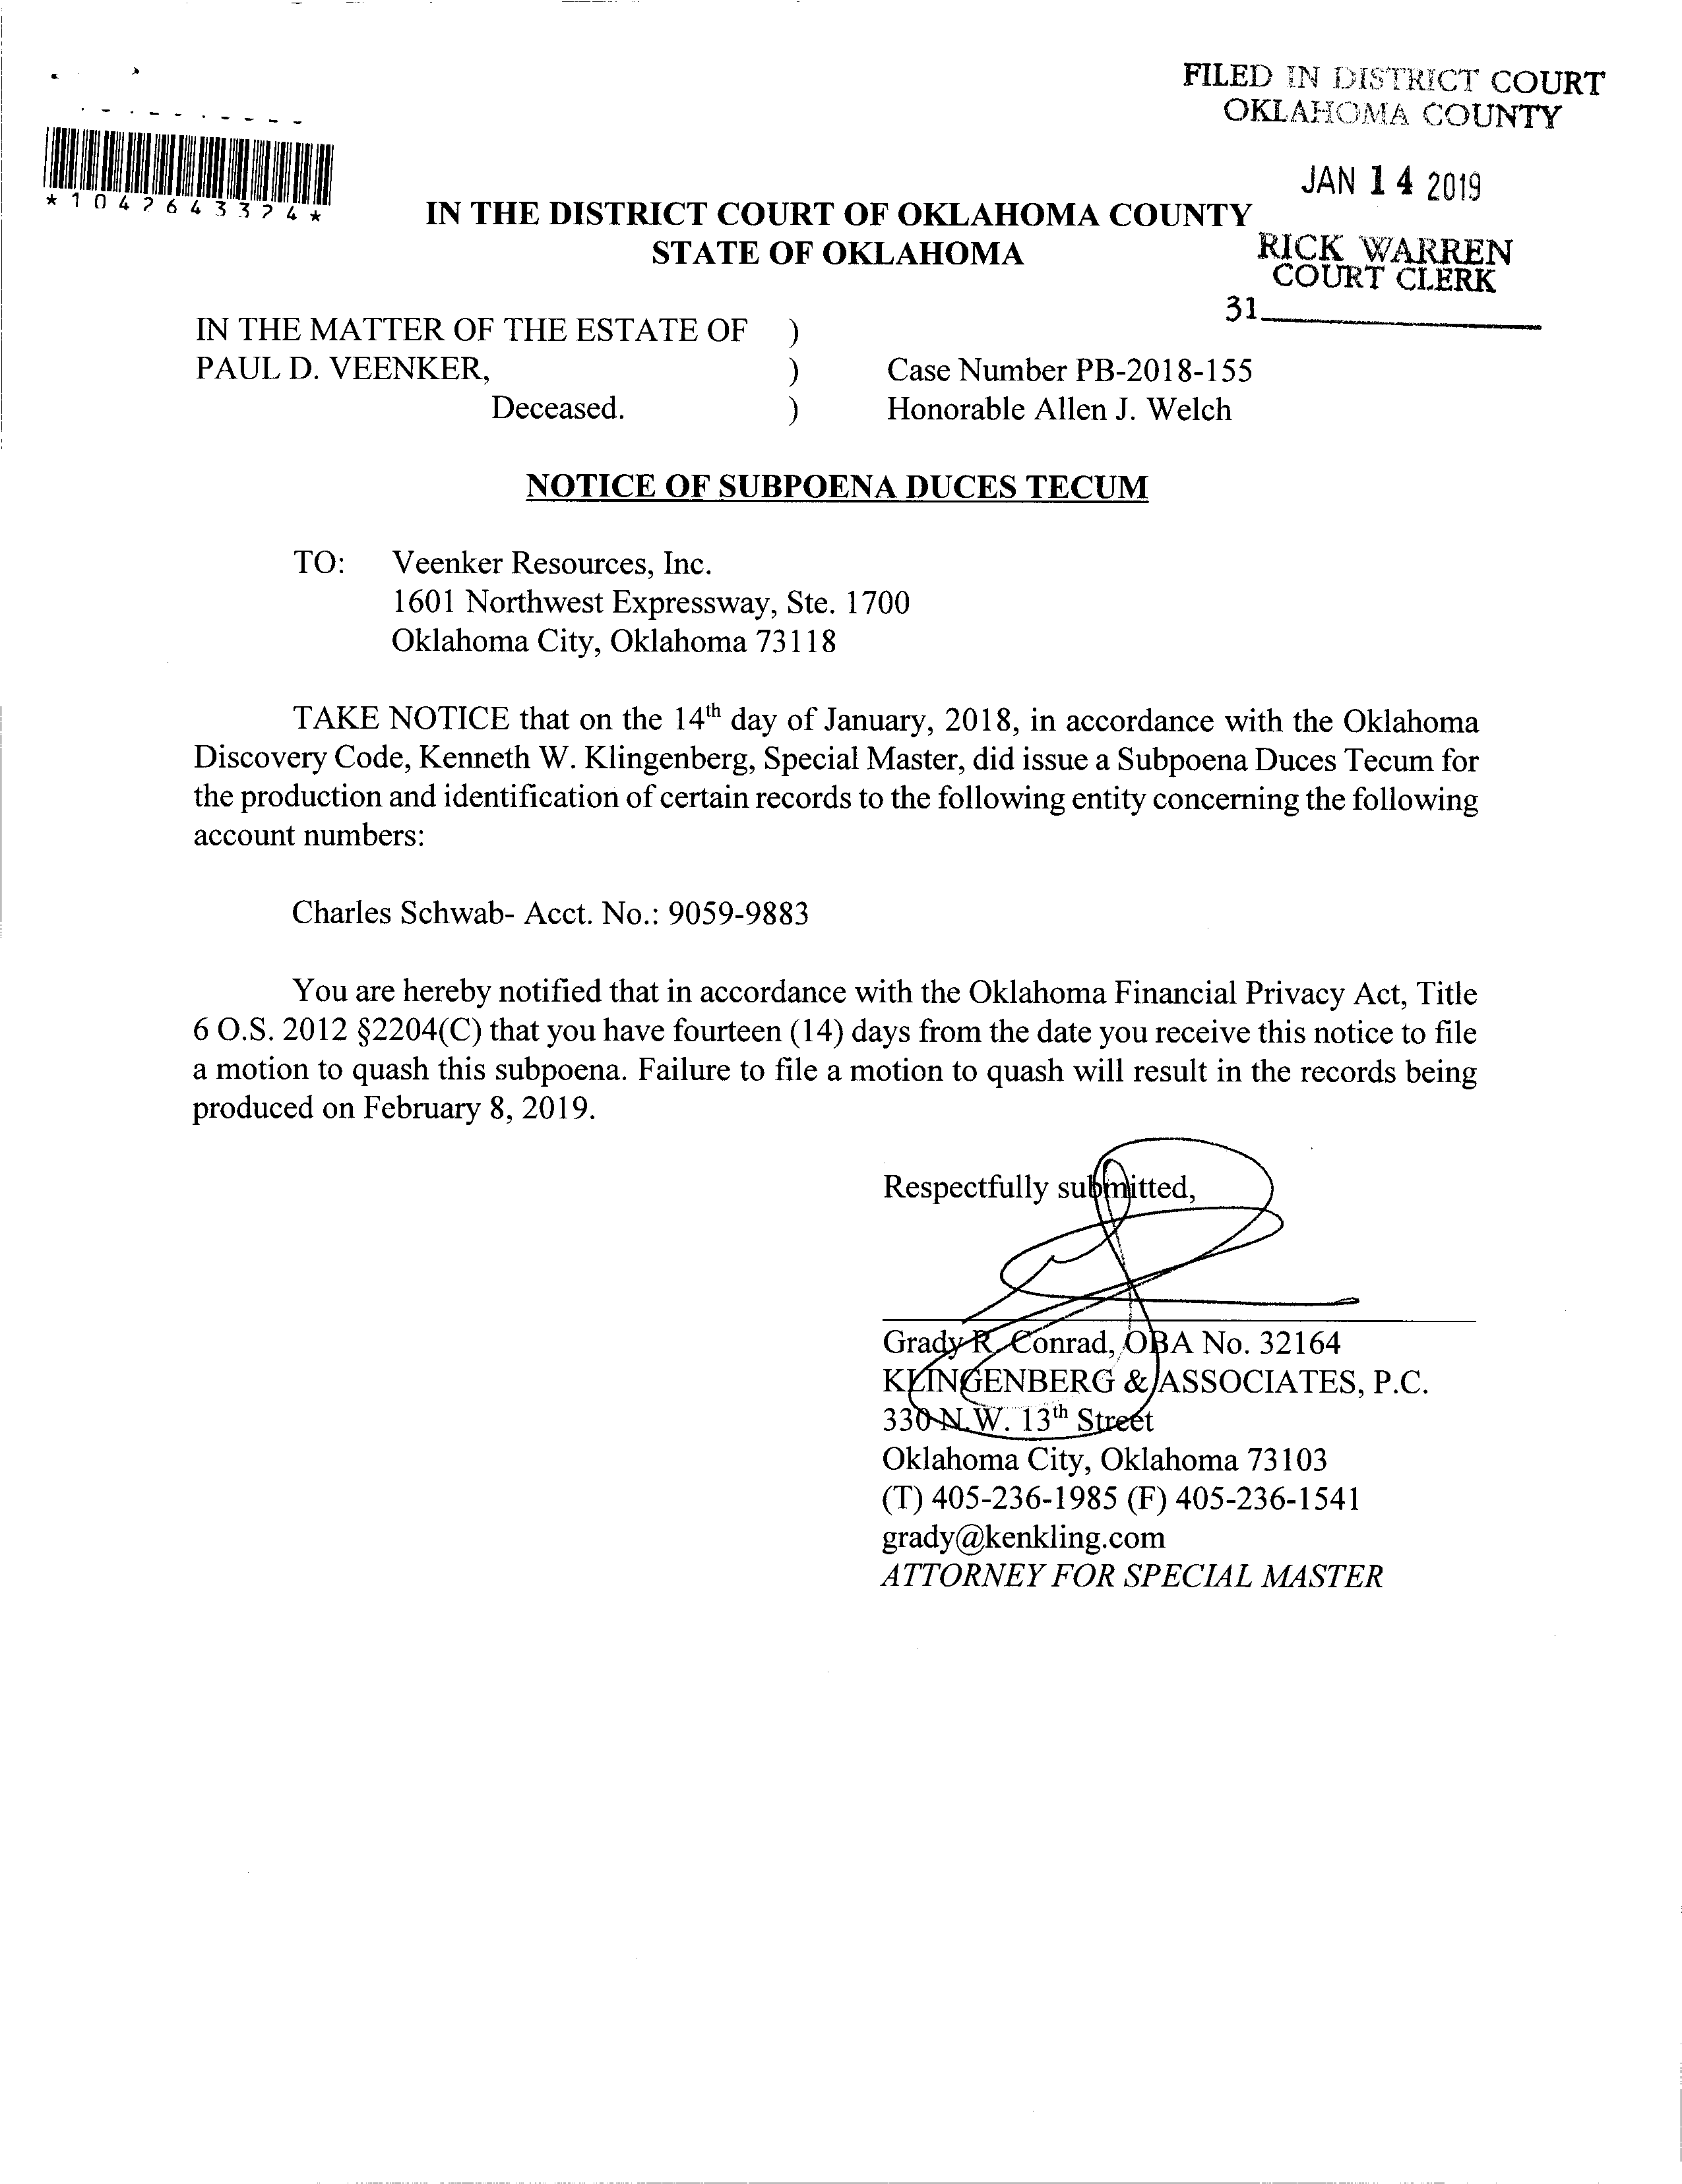 FILED IN DISTRICT COURT
OKLAHOMA COUNTY
JAN 14 2019
*1042643324*
IN THE DISTRICT COURT OF OKLAHOMA COUNTY
STATE OF OKLAHOMA
RICK WARREN
COURT CLERK
31
IN THE MATTER OF THE ESTATE OF )
PAUL D. VEENKER, ) Case Number PB-2018-155
Deceased. ) Honorable Allen J. Welch
NOTICE OF SUBPOENA DUCES TECUM
TO: Veenker Resources, Inc.
1601 Northwest Expressway, Ste. 1700
Oklahoma City, Oklahoma 73118
TAKE NOTICE that on the 14th day of January, 2018, in accordance with the Oklahoma
Discovery Code, Kenneth W. Klingenberg, Special Master, did issue a Subpoena Duces Tecum for
the production and identification of certain records to the following entity concerning the following
account numbers:
Charles Schwab- Acct. No.: 9059-9883
You are hereby notified that in accordance with the Oklahoma Financial Privacy Act, Title
6 O.S. 2012 §2204(C) that you have fourteen (14) days from the date you receive this notice to file
a motion to quash this subpoena. Failure to file a motion to quash will result in the records being
produced on February 8, 2019.
Respectfully submitted,
Grady R. Conrad, OBA No. 32164
KLINGENBERG & ASSOCIATES, P.C.
330 N.W. 13th Street
Oklahoma City, Oklahoma 73103
(T) 405-236-1985 (F) 405-236-1541
grady@kenkling.com
ATTORNEY FOR SPECIAL MASTER